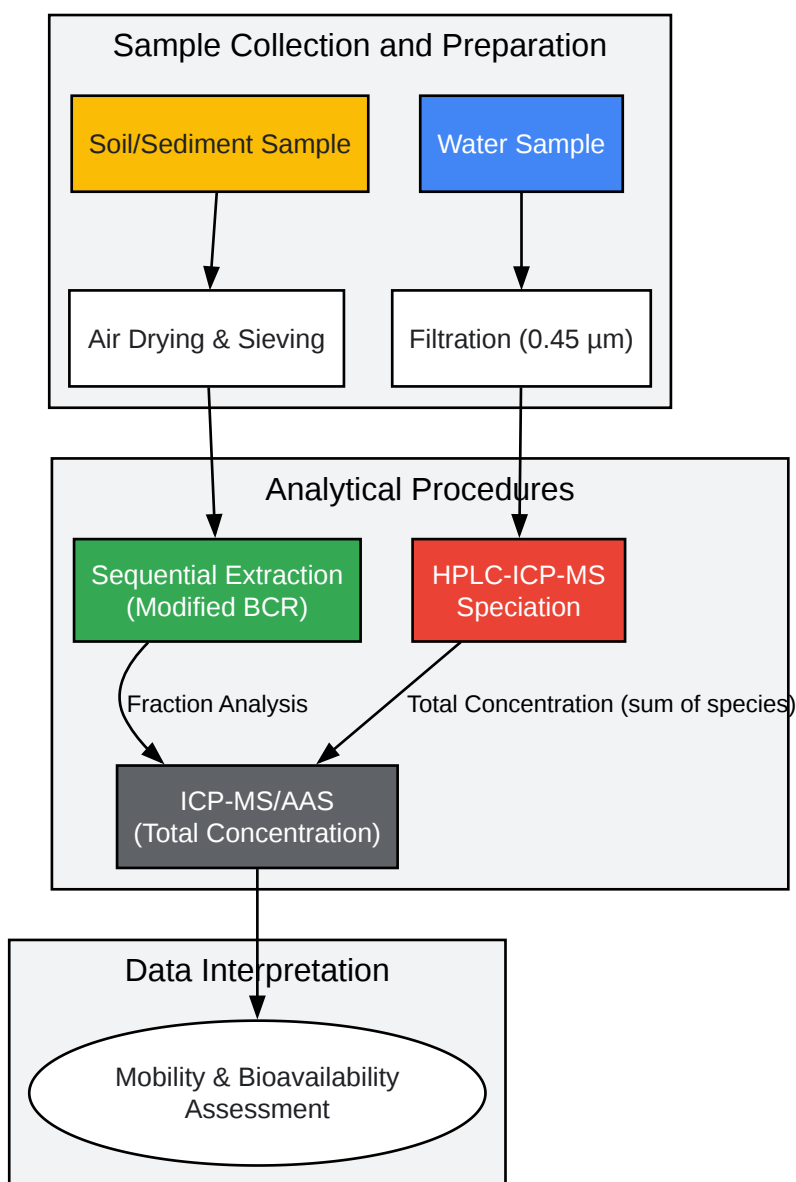 Sample Collection and Preparation
Soil/Sediment Sample
Water Sample
Air Drying & Sieving
Filtration (0.45 µm)
Analytical Procedures
Sequential Extraction
(Modified BCR)
HPLC-ICP-MS
Speciation
Fraction Analysis
Total Concentration (sum of species)
ICP-MS/AAS
(Total Concentration)
Data Interpretation
Mobility & Bioavailability
Assessment